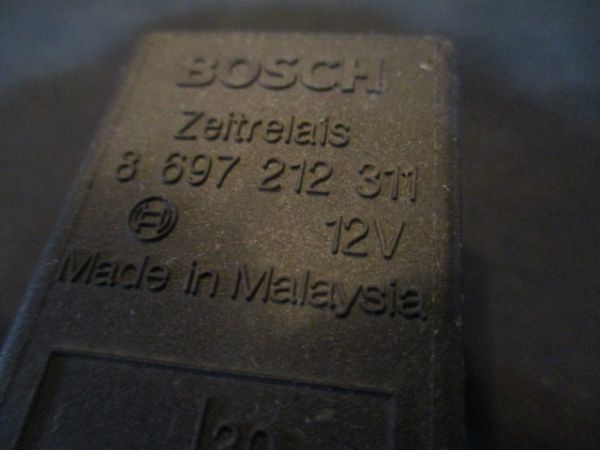 BOSCH
Zeitrelais
8 697 212 311
12V
Made in Malaysia